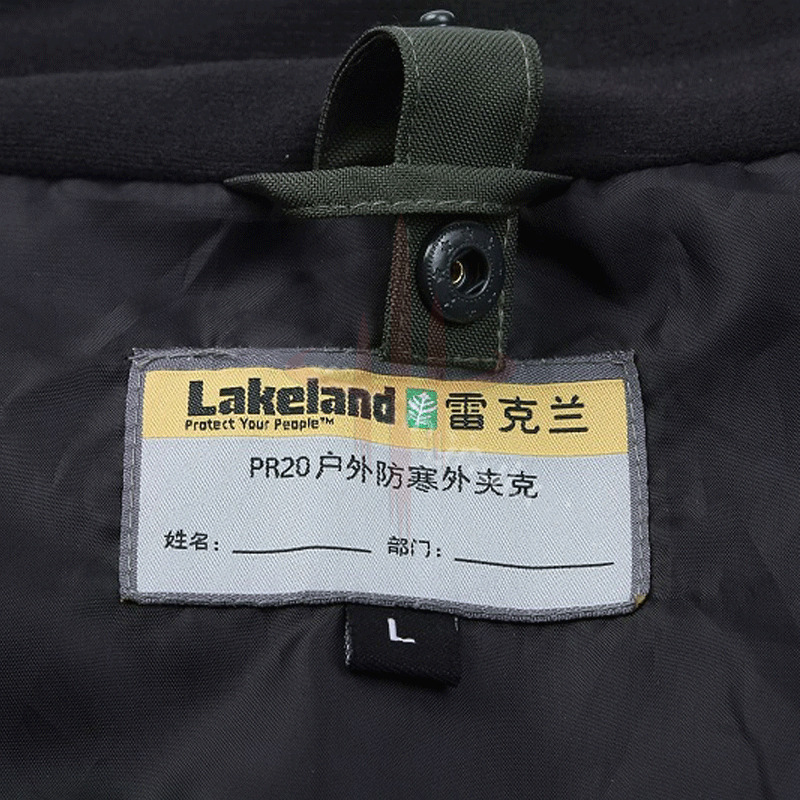 Lakeland 雷克兰
Protect Your People™
PR20户外防寒外夹克
姓名: 部门:
L